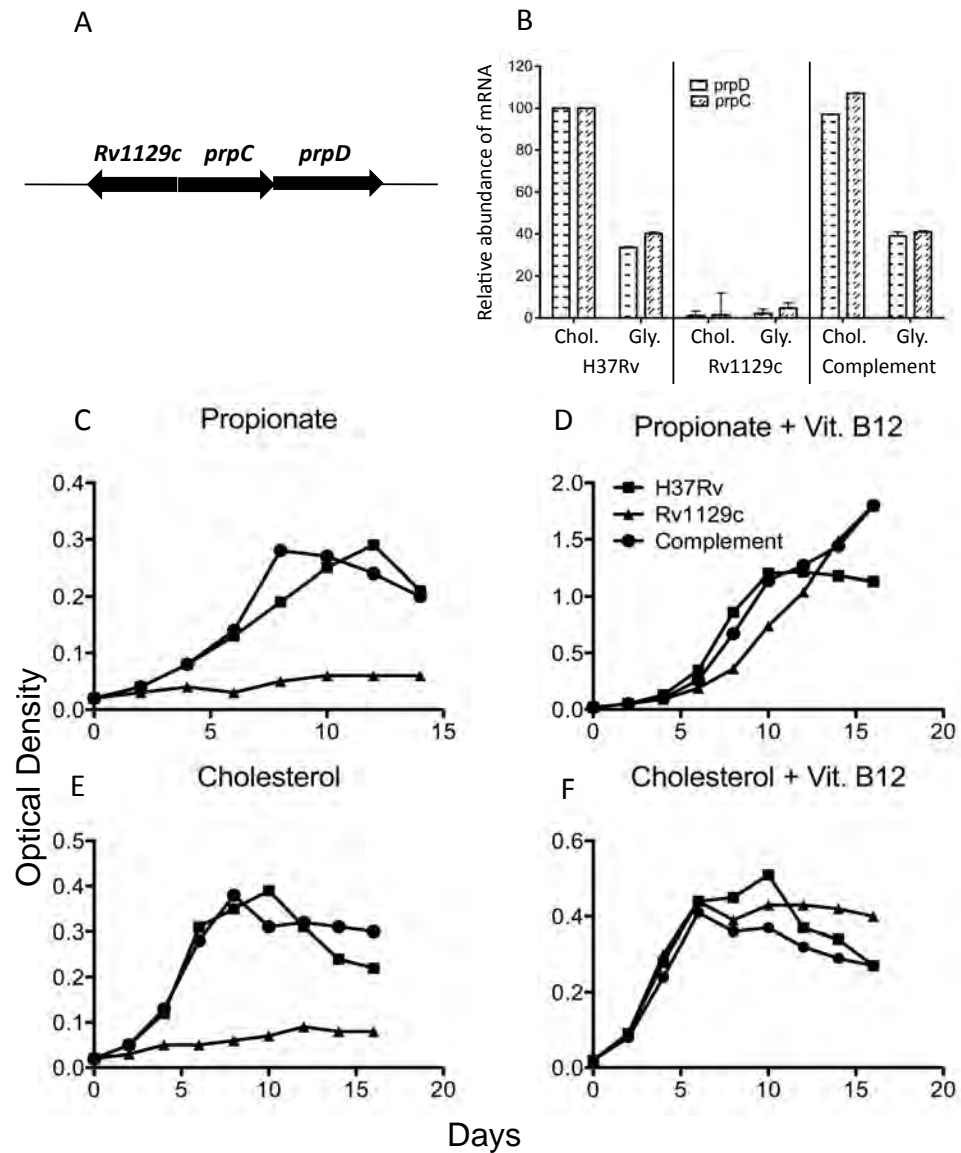 A
Rv1129c prpC prpD
B
Relative abundance of mRNA
120
100
80
60
40
20
0
prpD
prpC
Chol. Gly. Chol. Gly. Chol. Gly.
H37Rv Rv1129c Complement
C
Propionate
0.4
0.3
0.2
0.1
0.0
0 5 10 15
D
Propionate + Vit. B12
2.0
1.5
1.0
0.5
0.0
H37Rv
Rv1129c
Complement
0 5 10 15 20
Optical Density
E
Cholesterol
0.5
0.4
0.3
0.2
0.1
0.0
0 5 10 15 20
F
Cholesterol + Vit. B12
0.6
0.4
0.2
0.0
0 5 10 15 20
Days